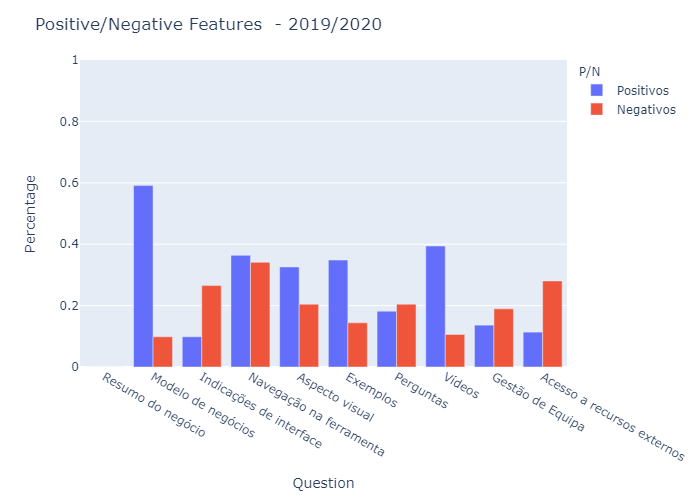 Positive/Negative Features  - 2019/2020
P/N
Positivos
Negativos
Percentage
1
0.8
0.6
0.4
0.2
0
Resumo do negócio
Modelo de negócios
Indicações de interface
Navegação na ferramenta
Aspecto visual
Exemplos
Perguntas
Vídeos
Gestão de Equipa
Acesso a recursos externos
Question